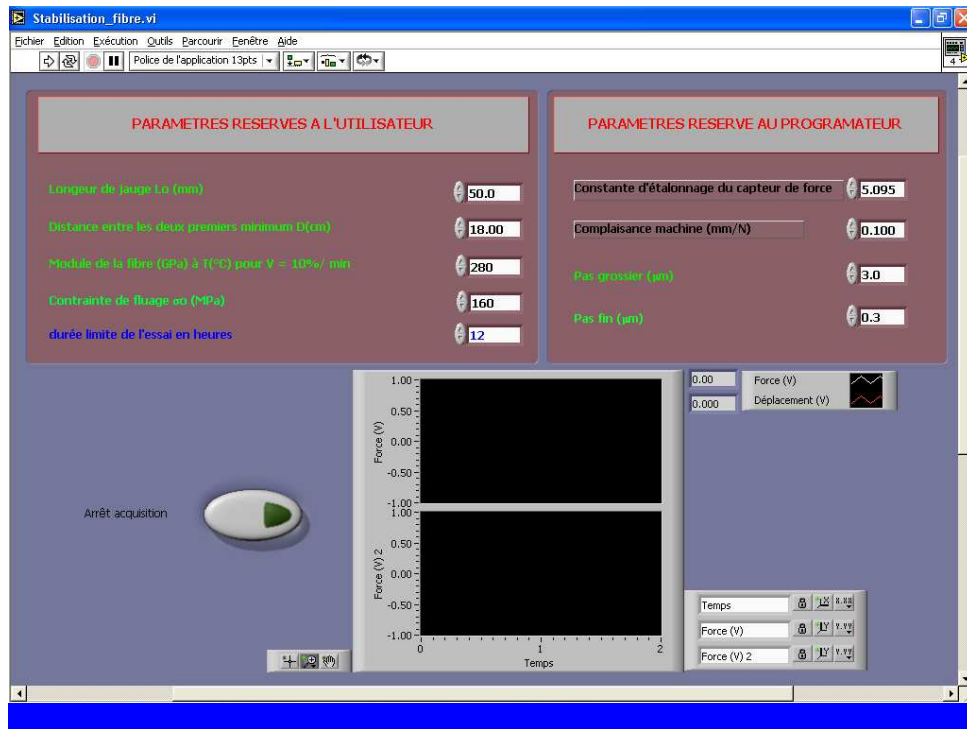 Stabilisation_fibre.vi
Fichier Edition Exécution Outils Parcourir Fenêtre Aide
Police de l'application 13pts
4
PARAMETRES RESERVES A L'UTILISATEUR
Longeur de jauge Lo (mm) 50.0
Distance entre les deux premiers minimum D(cm) 18.00
Module de la fibre (GPa) à T(°C) pour V = 10%/ min 280
Contrainte de fluage σo (MPa) 160
durée limite de l'essai en heures 12
PARAMETRES RESERVE AU PROGRAMATEUR
Constante d'étalonnage du capteur de force 5.095
Complaisance machine (mm/N) 0.100
Pas grossier (µm) 3.0
Pas fin (µm) 0.3
Arrêt acquisition
1.00
0.50
0.00
-0.50
-1.00
Force (V)
1.00
0.50
0.00
-0.50
-1.00
Force (V) 2
0 1 2
Temps
0.00 Force (V)
0.000 Déplacement (V)
Temps X.XX
Force (V) Y.YY
Force (V) 2 Y.YY